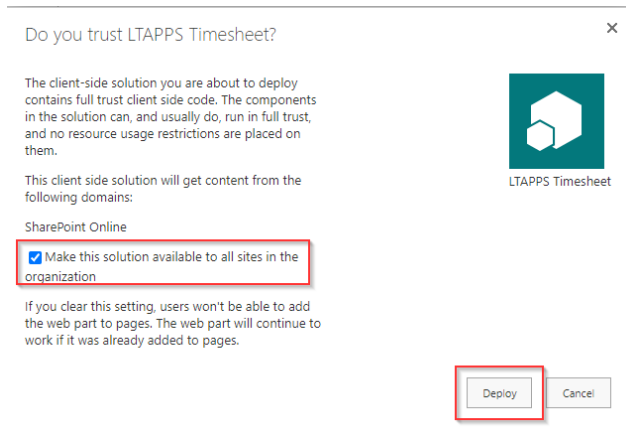 Do you trust LTAPPS Timesheet?
The client-side solution you are about to deploy
contains full trust client side code. The components
in the solution can, and usually do, run in full trust,
and no resource usage restrictions are placed on
them.
This client side solution will get content from the
following domains:
SharePoint Online
Make this solution available to all sites in the
organization
If you clear this setting, users won't be able to add
the web part to pages. The web part will continue to
work if it was already added to pages.
LTAPPS Timesheet
Deploy
Cancel